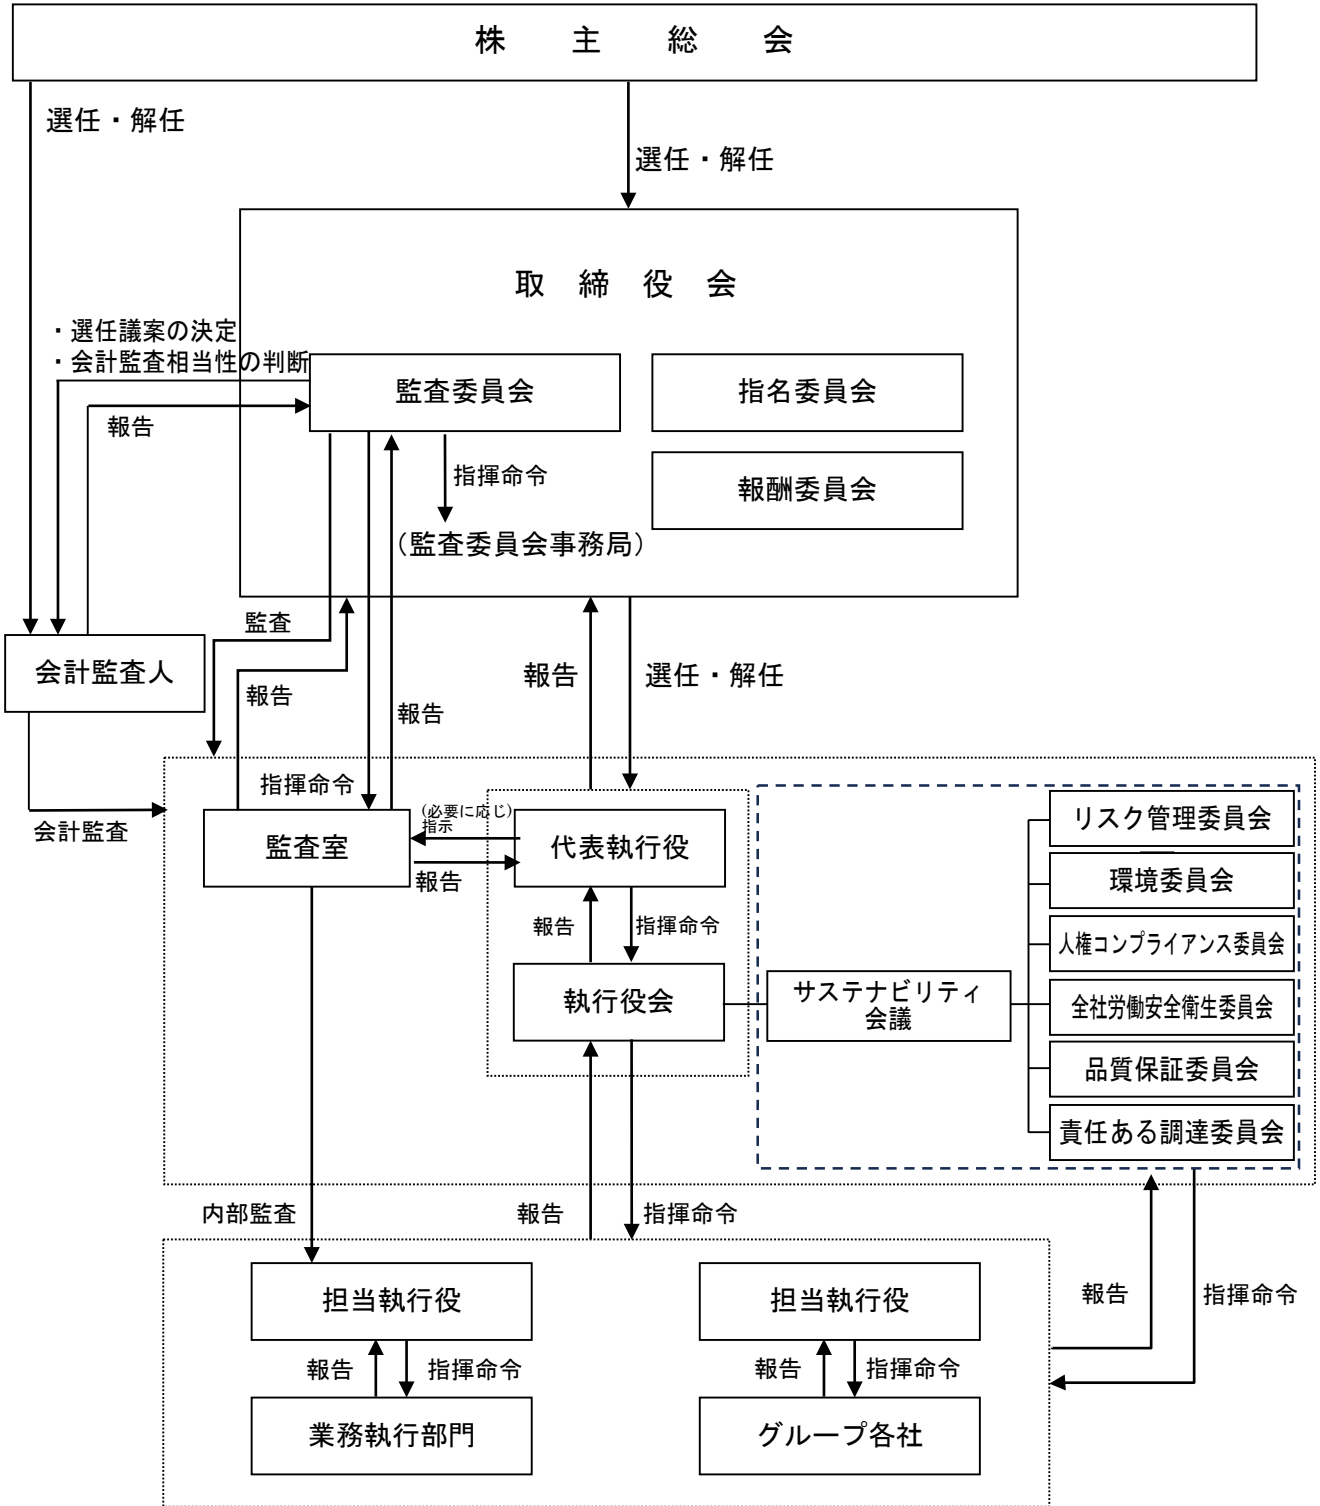 株主総会
選任・解任
選任・解任
取締役会
・選任議案の決定
・会計監査相当性の判断
監査委員会
指名委員会
報告
指揮命令
報酬委員会
(監査委員会事務局)
監査
会計監査人
報告
報告
報告
選任・解任
指揮命令
(必要に応じ)
指示
会計監査
監査室
代表執行役
リスク管理委員会
報告
環境委員会
報告
指揮命令
人権コンプライアンス委員会
執行役会
サステナビリティ
会議
全社労働安全衛生委員会
品質保証委員会
責任ある調達委員会
内部監査
報告
指揮命令
担当執行役
担当執行役
報告
指揮命令
報告
指揮命令
報告
指揮命令
業務執行部門
グループ各社